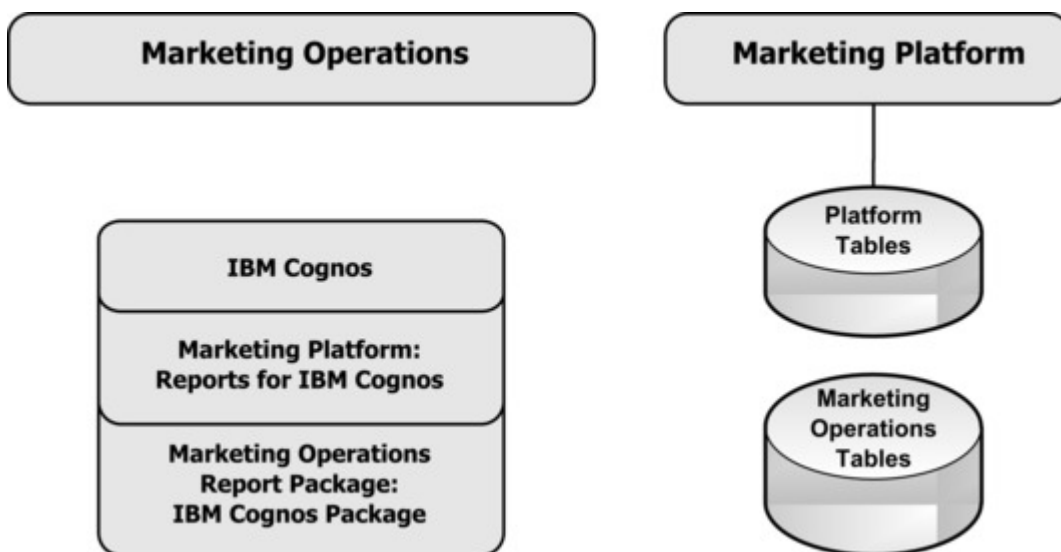 Marketing Operations
Marketing Platform
Platform
Tables
IBM Cognos
Marketing Platform:
Reports for IBM Cognos
Marketing Operations
Report Package:
IBM Cognos Package
Marketing
Operations
Tables